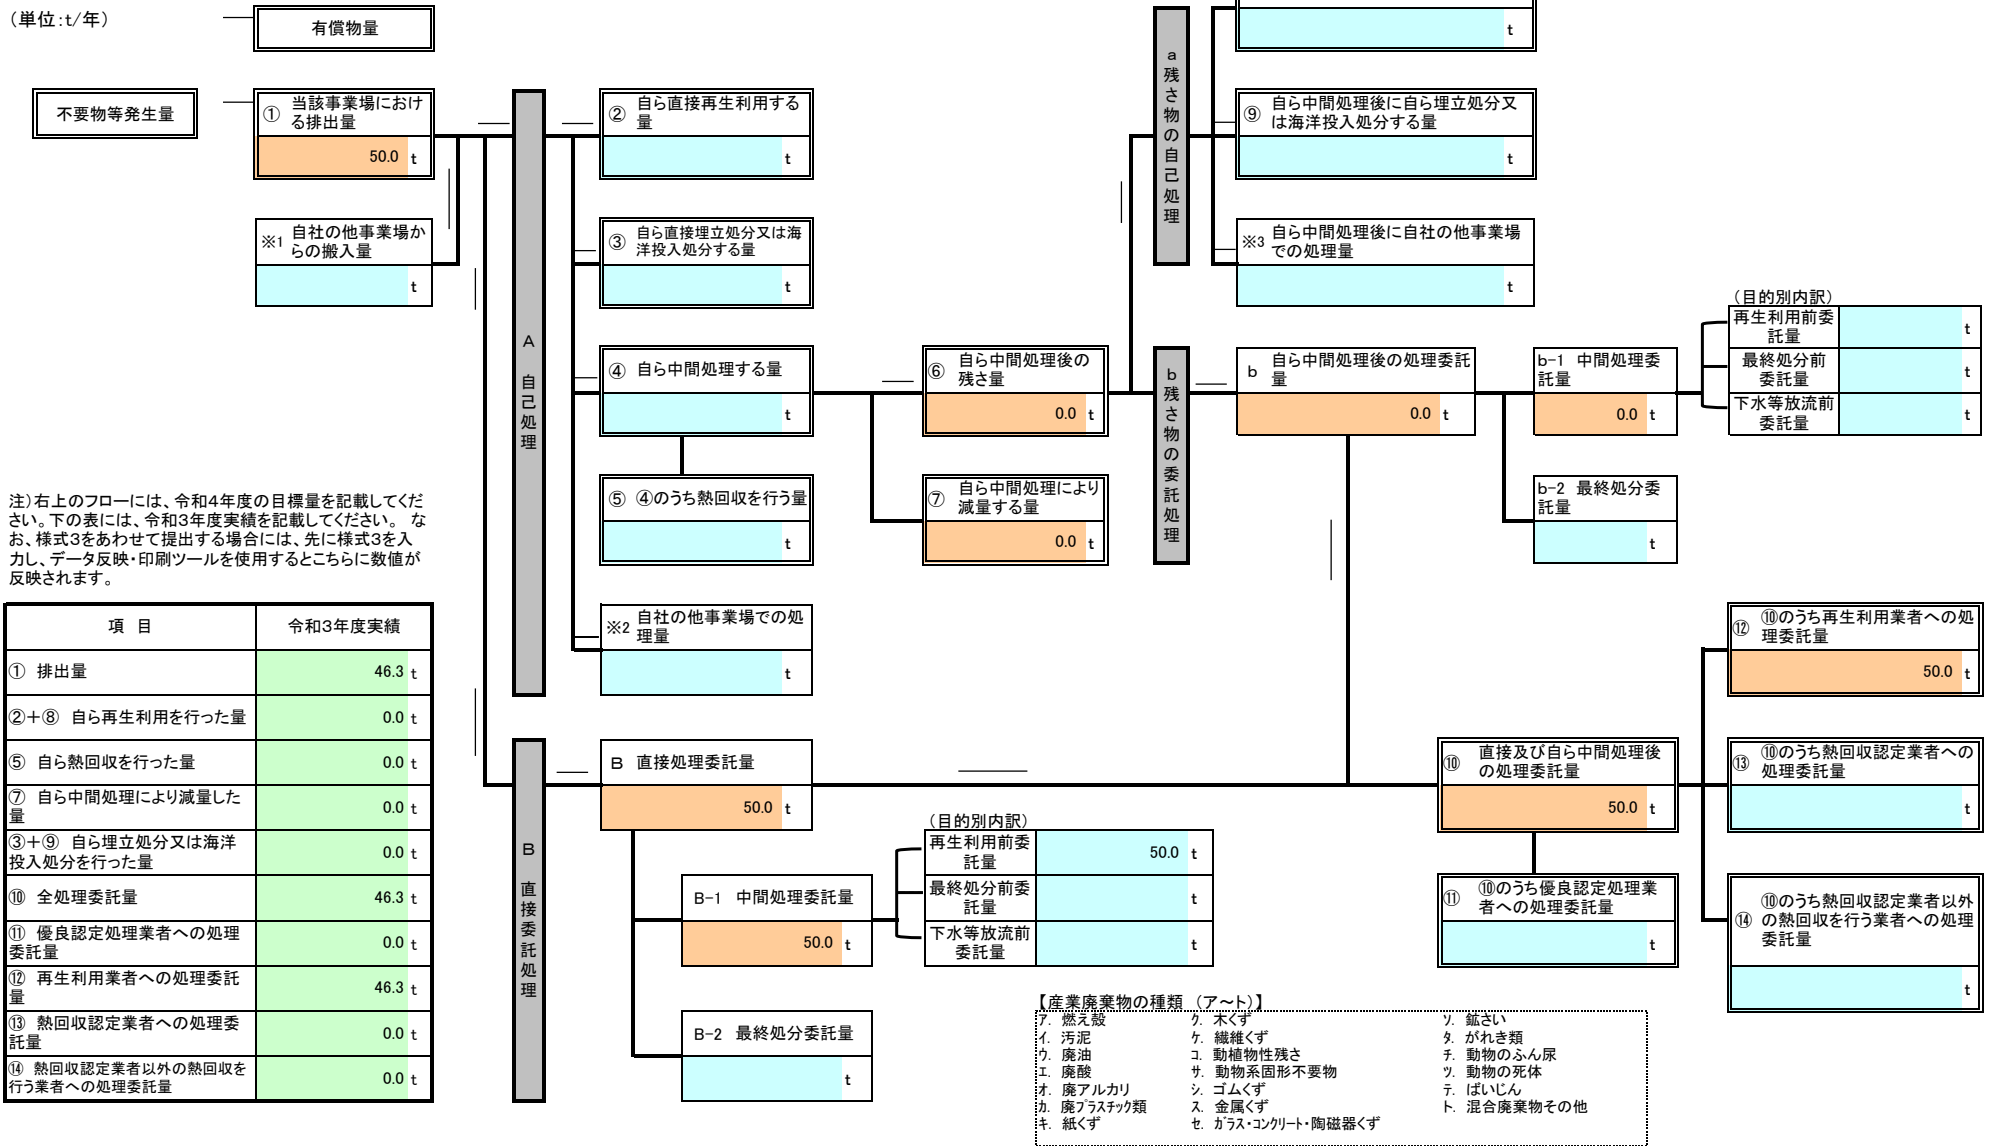 （単位：t/年）
有償物量
t
不要物等発生量
① 当該事業場におけ
る排出量
50.0 t
※1 自社の他事業場か
らの搬入量
t
A 自己処理
② 自ら直接再生利用する
量
t
③ 自ら直接埋立処分又は海
洋投入処分する量
t
④ 自ら中間処理する量
t
⑤ ④のうち熱回収を行う量
t
※2 自社の他事業場での処
理量
t
⑥ 自ら中間処理後の
残さ量
0.0 t
⑦ 自ら中間処理により
減量する量
0.0 t
a 残さ物の自己処理
⑨ 自ら中間処理後に自ら埋立処分又
は海洋投入処分する量
t
※3 自ら中間処理後に自社の他事業場
での処理量
t
b 残さ物の委託処理
b 自ら中間処理後の処理委託
量
0.0 t
b-1 中間処理委
託量
0.0 t
（目的別内訳）
再生利用前委
託量
t
最終処分前
委託量
t
下水等放流前
委託量
t
b-2 最終処分委
託量
t
注）右上のフローには、令和4年度の目標量を記載してくだ
さい。下の表には、令和3年度実績を記載してください。 な
お、様式3をあわせて提出する場合には、先に様式3を入
力し、データ反映・印刷ツールを使用するとこちらに数値が
反映されます。
項 目 令和3年度実績
① 排出量 46.3 t
②＋⑧ 自ら再生利用を行った量 0.0 t
⑤ 自ら熱回収を行った量 0.0 t
⑦ 自ら中間処理により減量した
量 0.0 t
③＋⑨ 自ら埋立処分又は海洋
投入処分を行った量 0.0 t
⑩ 全処理委託量 46.3 t
⑪ 優良認定処理業者への処理
委託量 0.0 t
⑫ 再生利用業者への処理委託
量 46.3 t
⑬ 熱回収認定業者への処理委
託量 0.0 t
⑭ 熱回収認定業者以外の熱回収を
行う業者への処理委託量 0.0 t
B 直接委託処理
B 直接処理委託量
50.0 t
B-1 中間処理委託量
50.0 t
（目的別内訳）
再生利用前委
託量
50.0 t
最終処分前委
託量
t
下水等放流前
委託量
t
B-2 最終処分委託量
t
⑩ 直接及び自ら中間処理後
の処理委託量
50.0 t
⑪ ⑩のうち優良認定処理業
者への処理委託量
t
⑫ ⑩のうち再生利用業者への処
理委託量
50.0 t
⑬ ⑩のうち熱回収認定業者への
処理委託量
t
⑭ ⑩のうち熱回収認定業者以外
の熱回収を行う業者への処理
委託量
t
【産業廃棄物の種類 （ア～ト）】
ｱ. 燃え殻 ｸ. 木くず ｿ. 鉱さい
ｲ. 汚泥 ｹ. 繊維くず ﾀ. がれき類
ｳ. 廃油 ｺ. 動植物性残さ ﾁ. 動物のふん尿
ｴ. 廃酸 ｻ. 動物系固形不要物 ﾂ. 動物の死体
ｵ. 廃アルカリ ｼ. ゴムくず ﾃ. ばいじん
ｶ. 廃ﾌﾟﾗｽﾁｯｸ類 ｽ. 金属くず ﾄ. 混合廃棄物その他
ｷ. 紙くず ｾ. ｶﾞﾗｽ・ｺﾝｸﾘｰﾄ・陶磁器くず